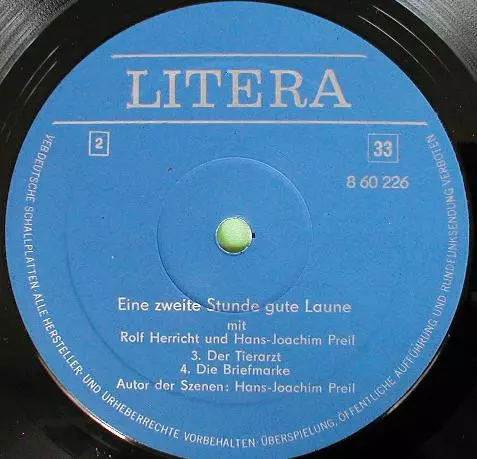 LITERA
2
33
8 60 226
Eine zweite Stunde gute Laune
mit
Rolf Herricht und Hans-Joachim Preil
3. Der Tierarzt
4. Die Briefmarke
Autor der Szenen: Hans-Joachim Preil
VEB DEUTSCHE SCHALLPLATTEN · ALLE HERSTELLER- UND URHEBERRECHTE VORBEHALTEN · ÜBERSPIELUNG, ÖFFENTLICHE AUFFÜHRUNG UND RUNDFUNKSENDUNG VERBOTEN